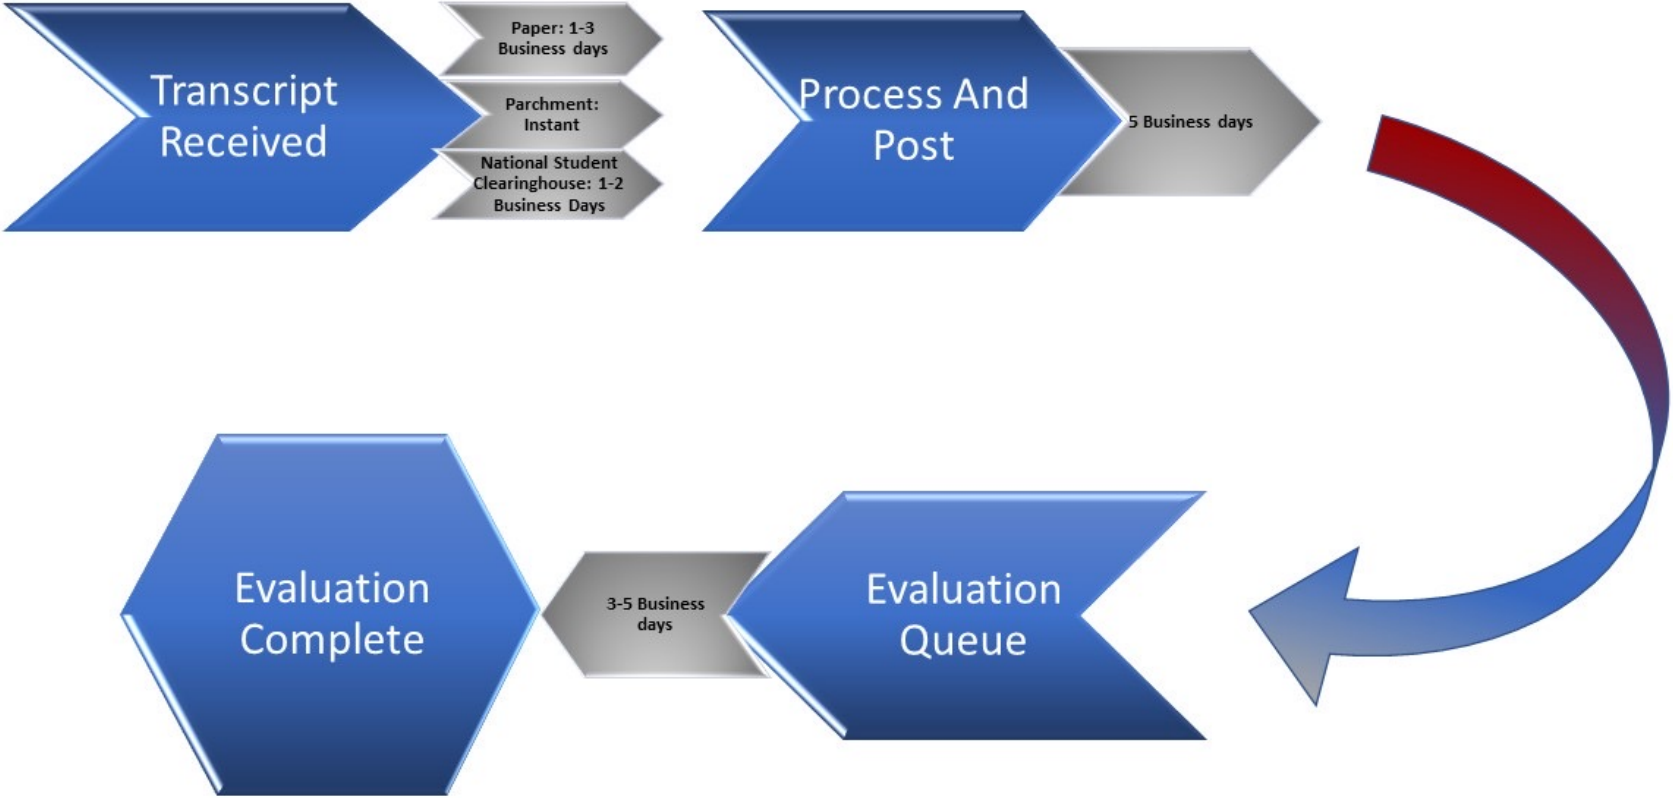 Transcript
Received
Paper: 1-3
Business days
Parchment:
Instant
National Student
Clearinghouse: 1-2
Business Days
Process And
Post
5 Business days
Evaluation
Queue
3-5 Business
days
Evaluation
Complete